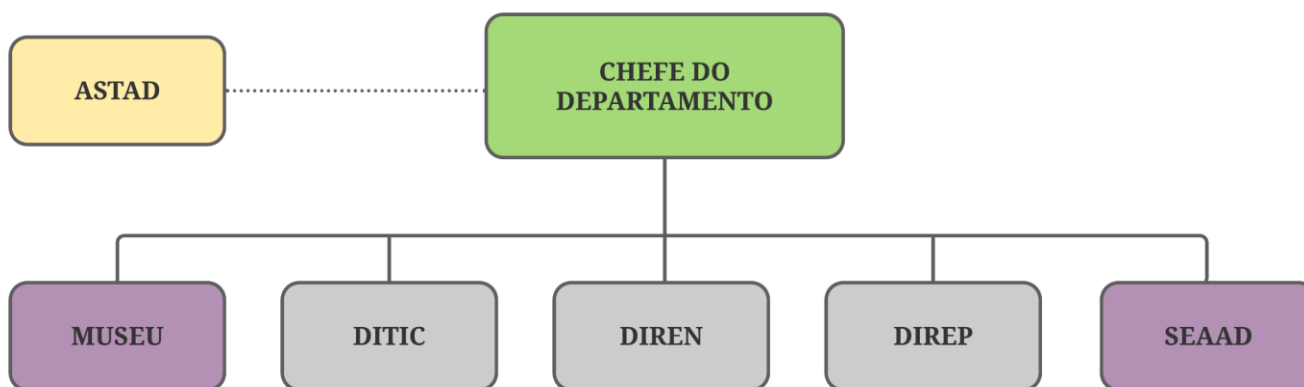 ASTAD
CHEFE DO
DEPARTAMENTO
MUSEU
DITIC
DIREN
DIREP
SEAAD